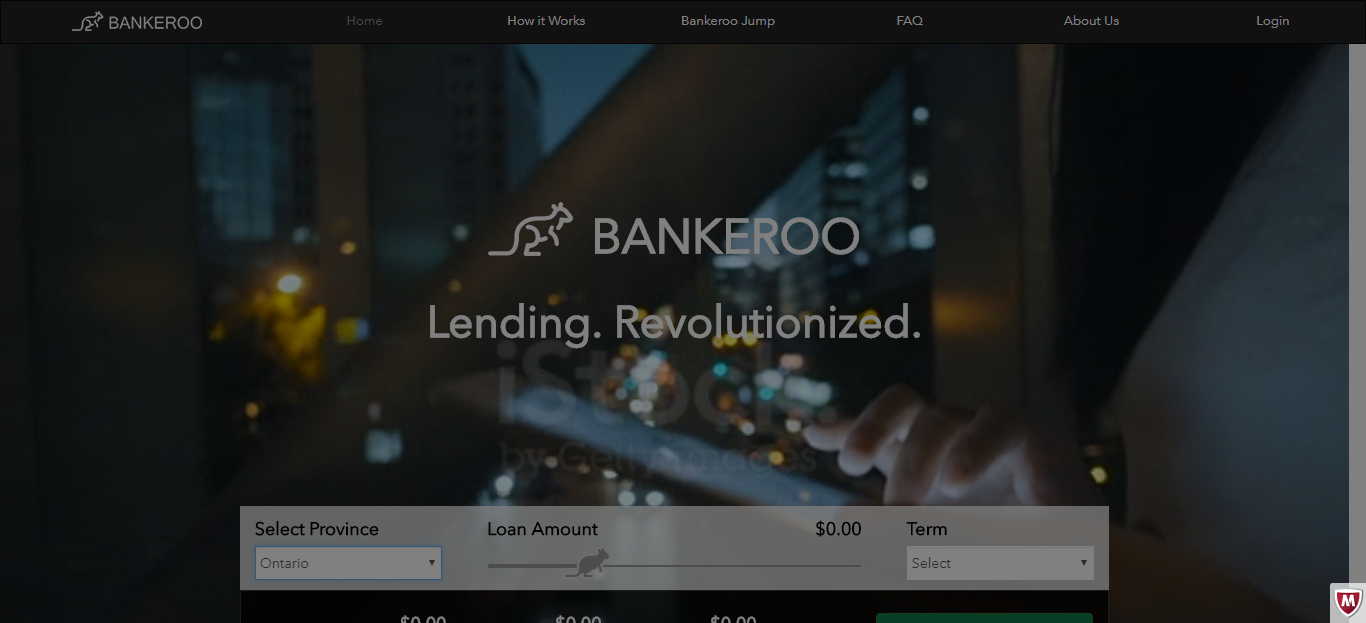 BANKEROO Home How it Works Bankeroo Jump FAQ About Us Login
BANKEROO
Lending. Revolutionized.
iStock.
by Getty Images
Select Province Loan Amount $0.00 Term
Ontario Select
$0.00 $0.00 $0.00